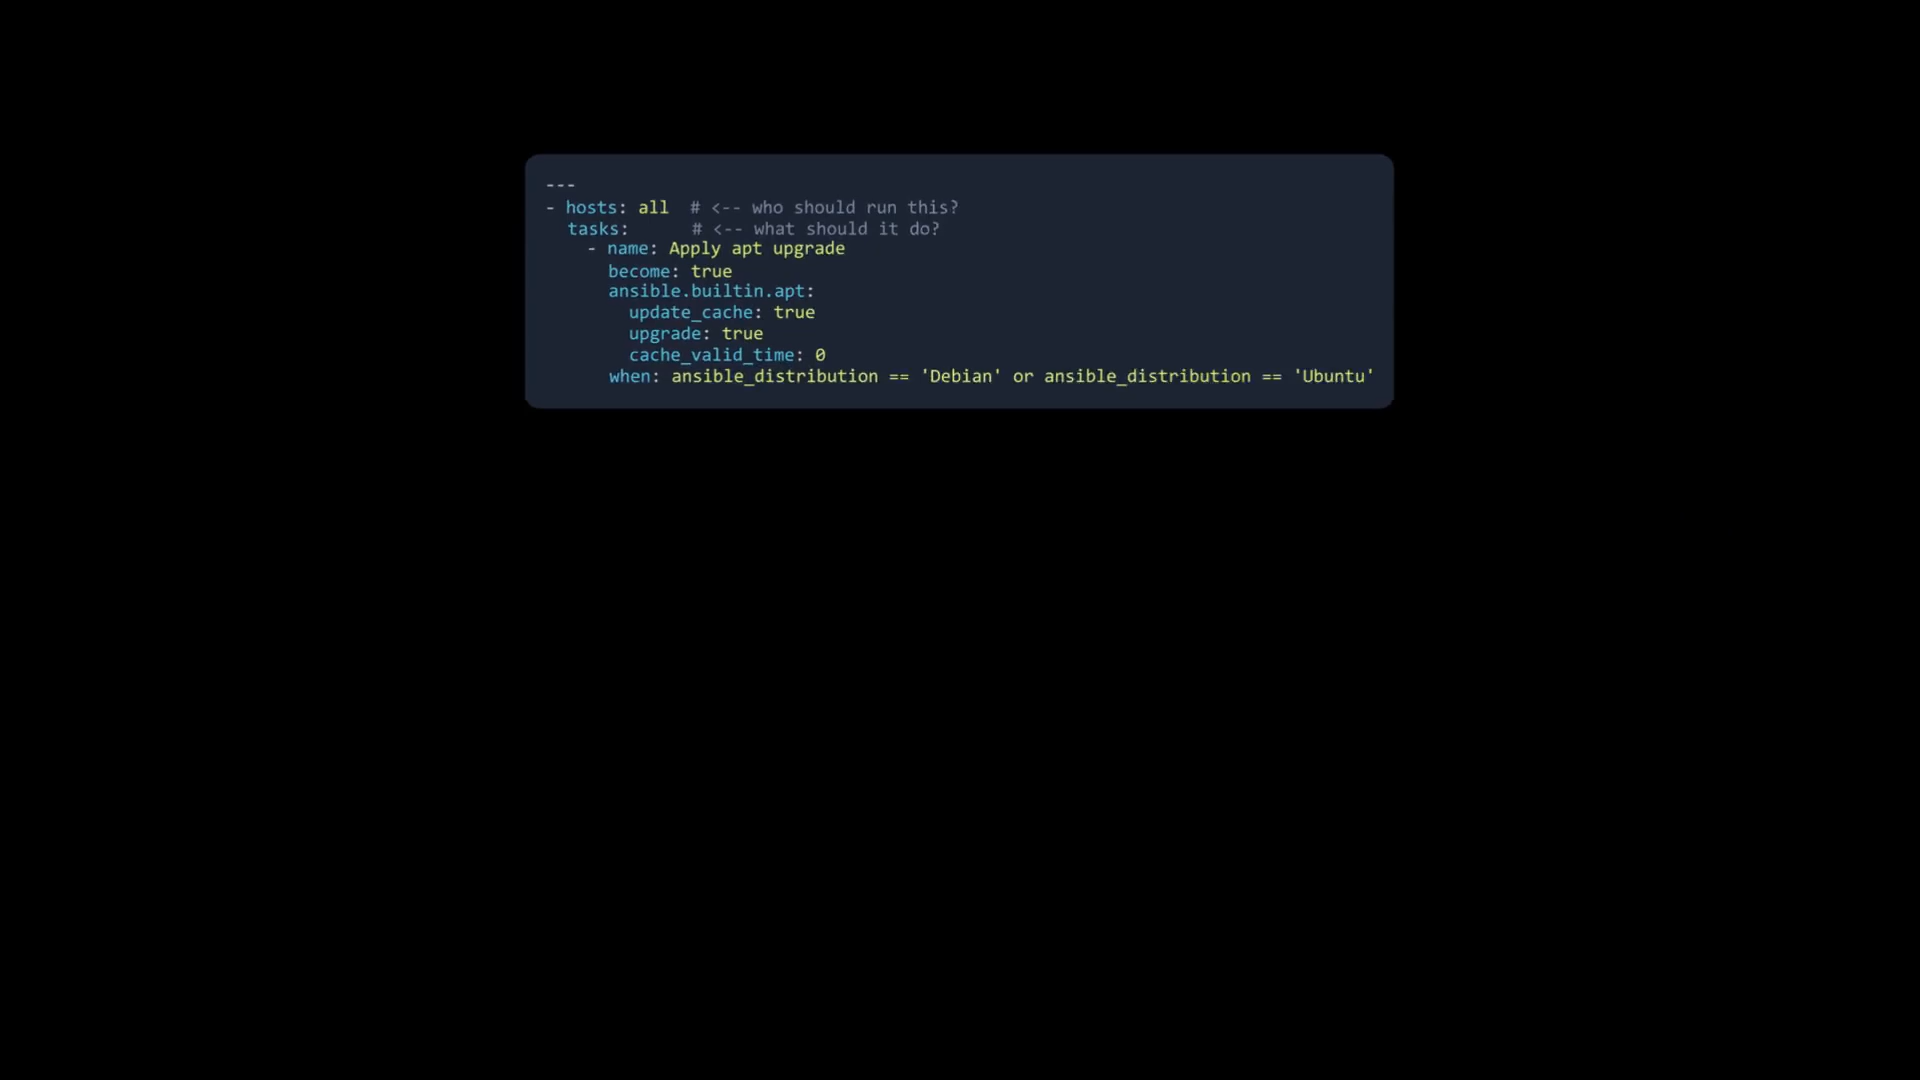 ---
- hosts: all  # <-- who should run this?
  tasks:      # <-- what should it do?
    - name: Apply apt upgrade
      become: true
      ansible.builtin.apt:
        update_cache: true
        upgrade: true
        cache_valid_time: 0
      when: ansible_distribution == 'Debian' or ansible_distribution == 'Ubuntu'